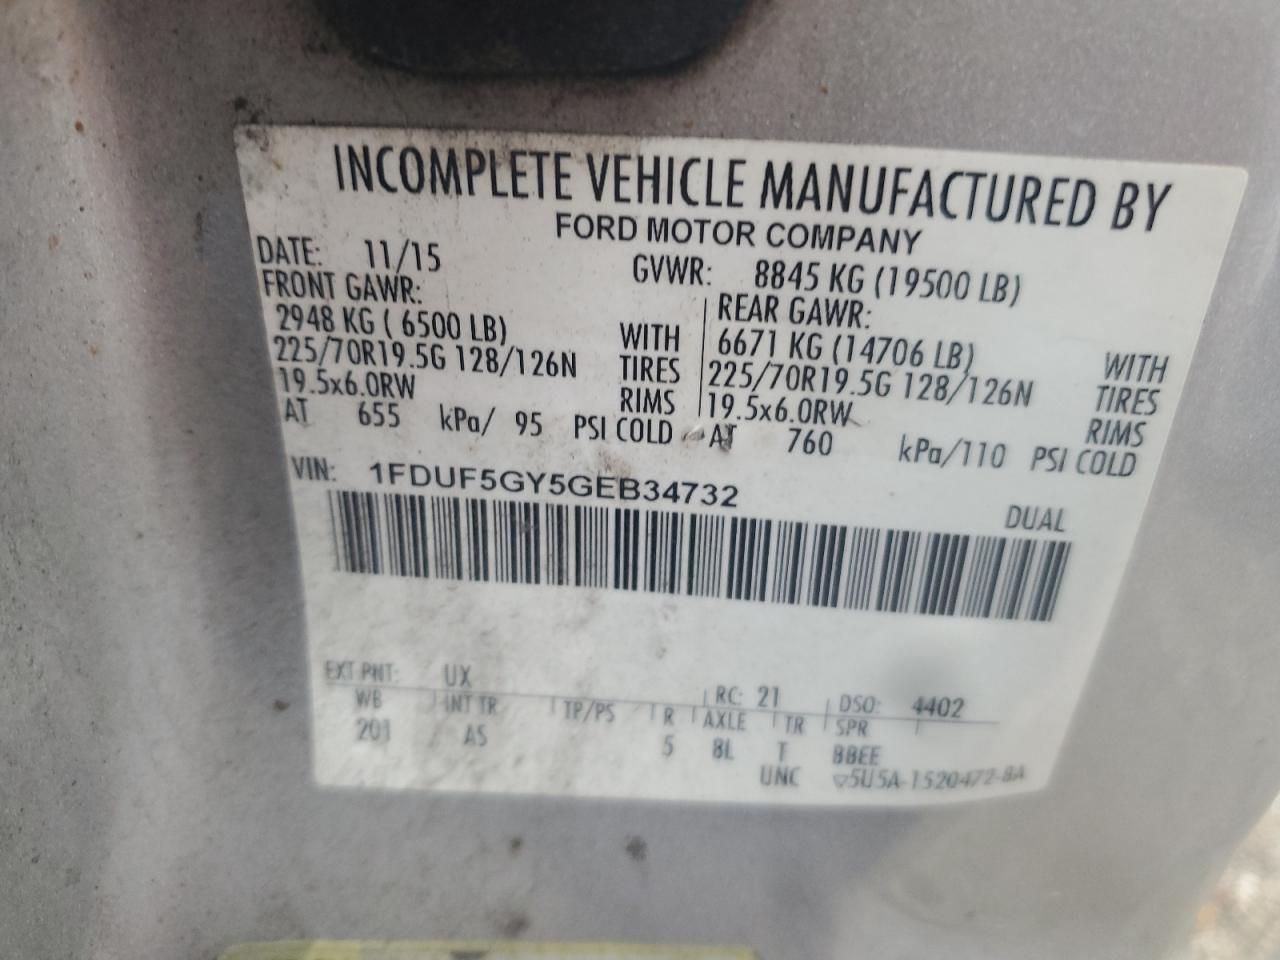 INCOMPLETE VEHICLE MANUFACTURED BY
FORD MOTOR COMPANY
DATE: 11/15 GVWR: 8845 KG (19500 LB)
FRONT GAWR: REAR GAWR:
2948 KG ( 6500 LB) WITH 6671 KG (14706 LB) WITH
225/70R19.5G 128/126N TIRES 225/70R19.5G 128/126N TIRES
19.5x6.0RW RIMS 19.5x6.0RW RIMS
AT 655 kPa/ 95 PSI COLD AT 760 kPa/110 PSI COLD
VIN: 1FDUF5GY5GEB34732
DUAL
EXT PNT: UX RC: 21 DSO: 4402
WB INT TR TP/PS R AXLE TR SPR
201 AS 5 8L T BBEE
UNC 5U5A-1520472-BA